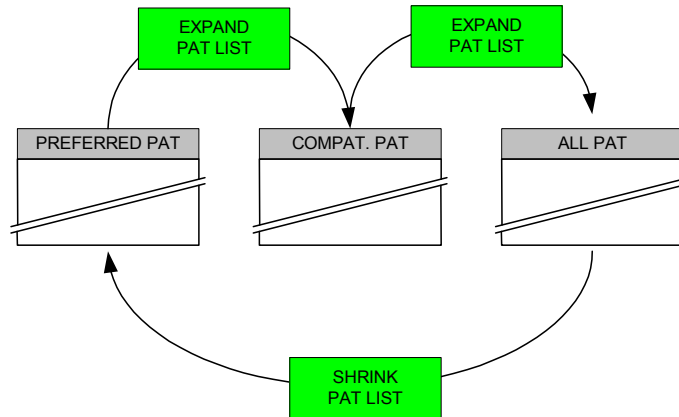 EXPAND
PAT LIST
EXPAND
PAT LIST
PREFERRED PAT
COMPAT. PAT
ALL PAT
SHRINK
PAT LIST